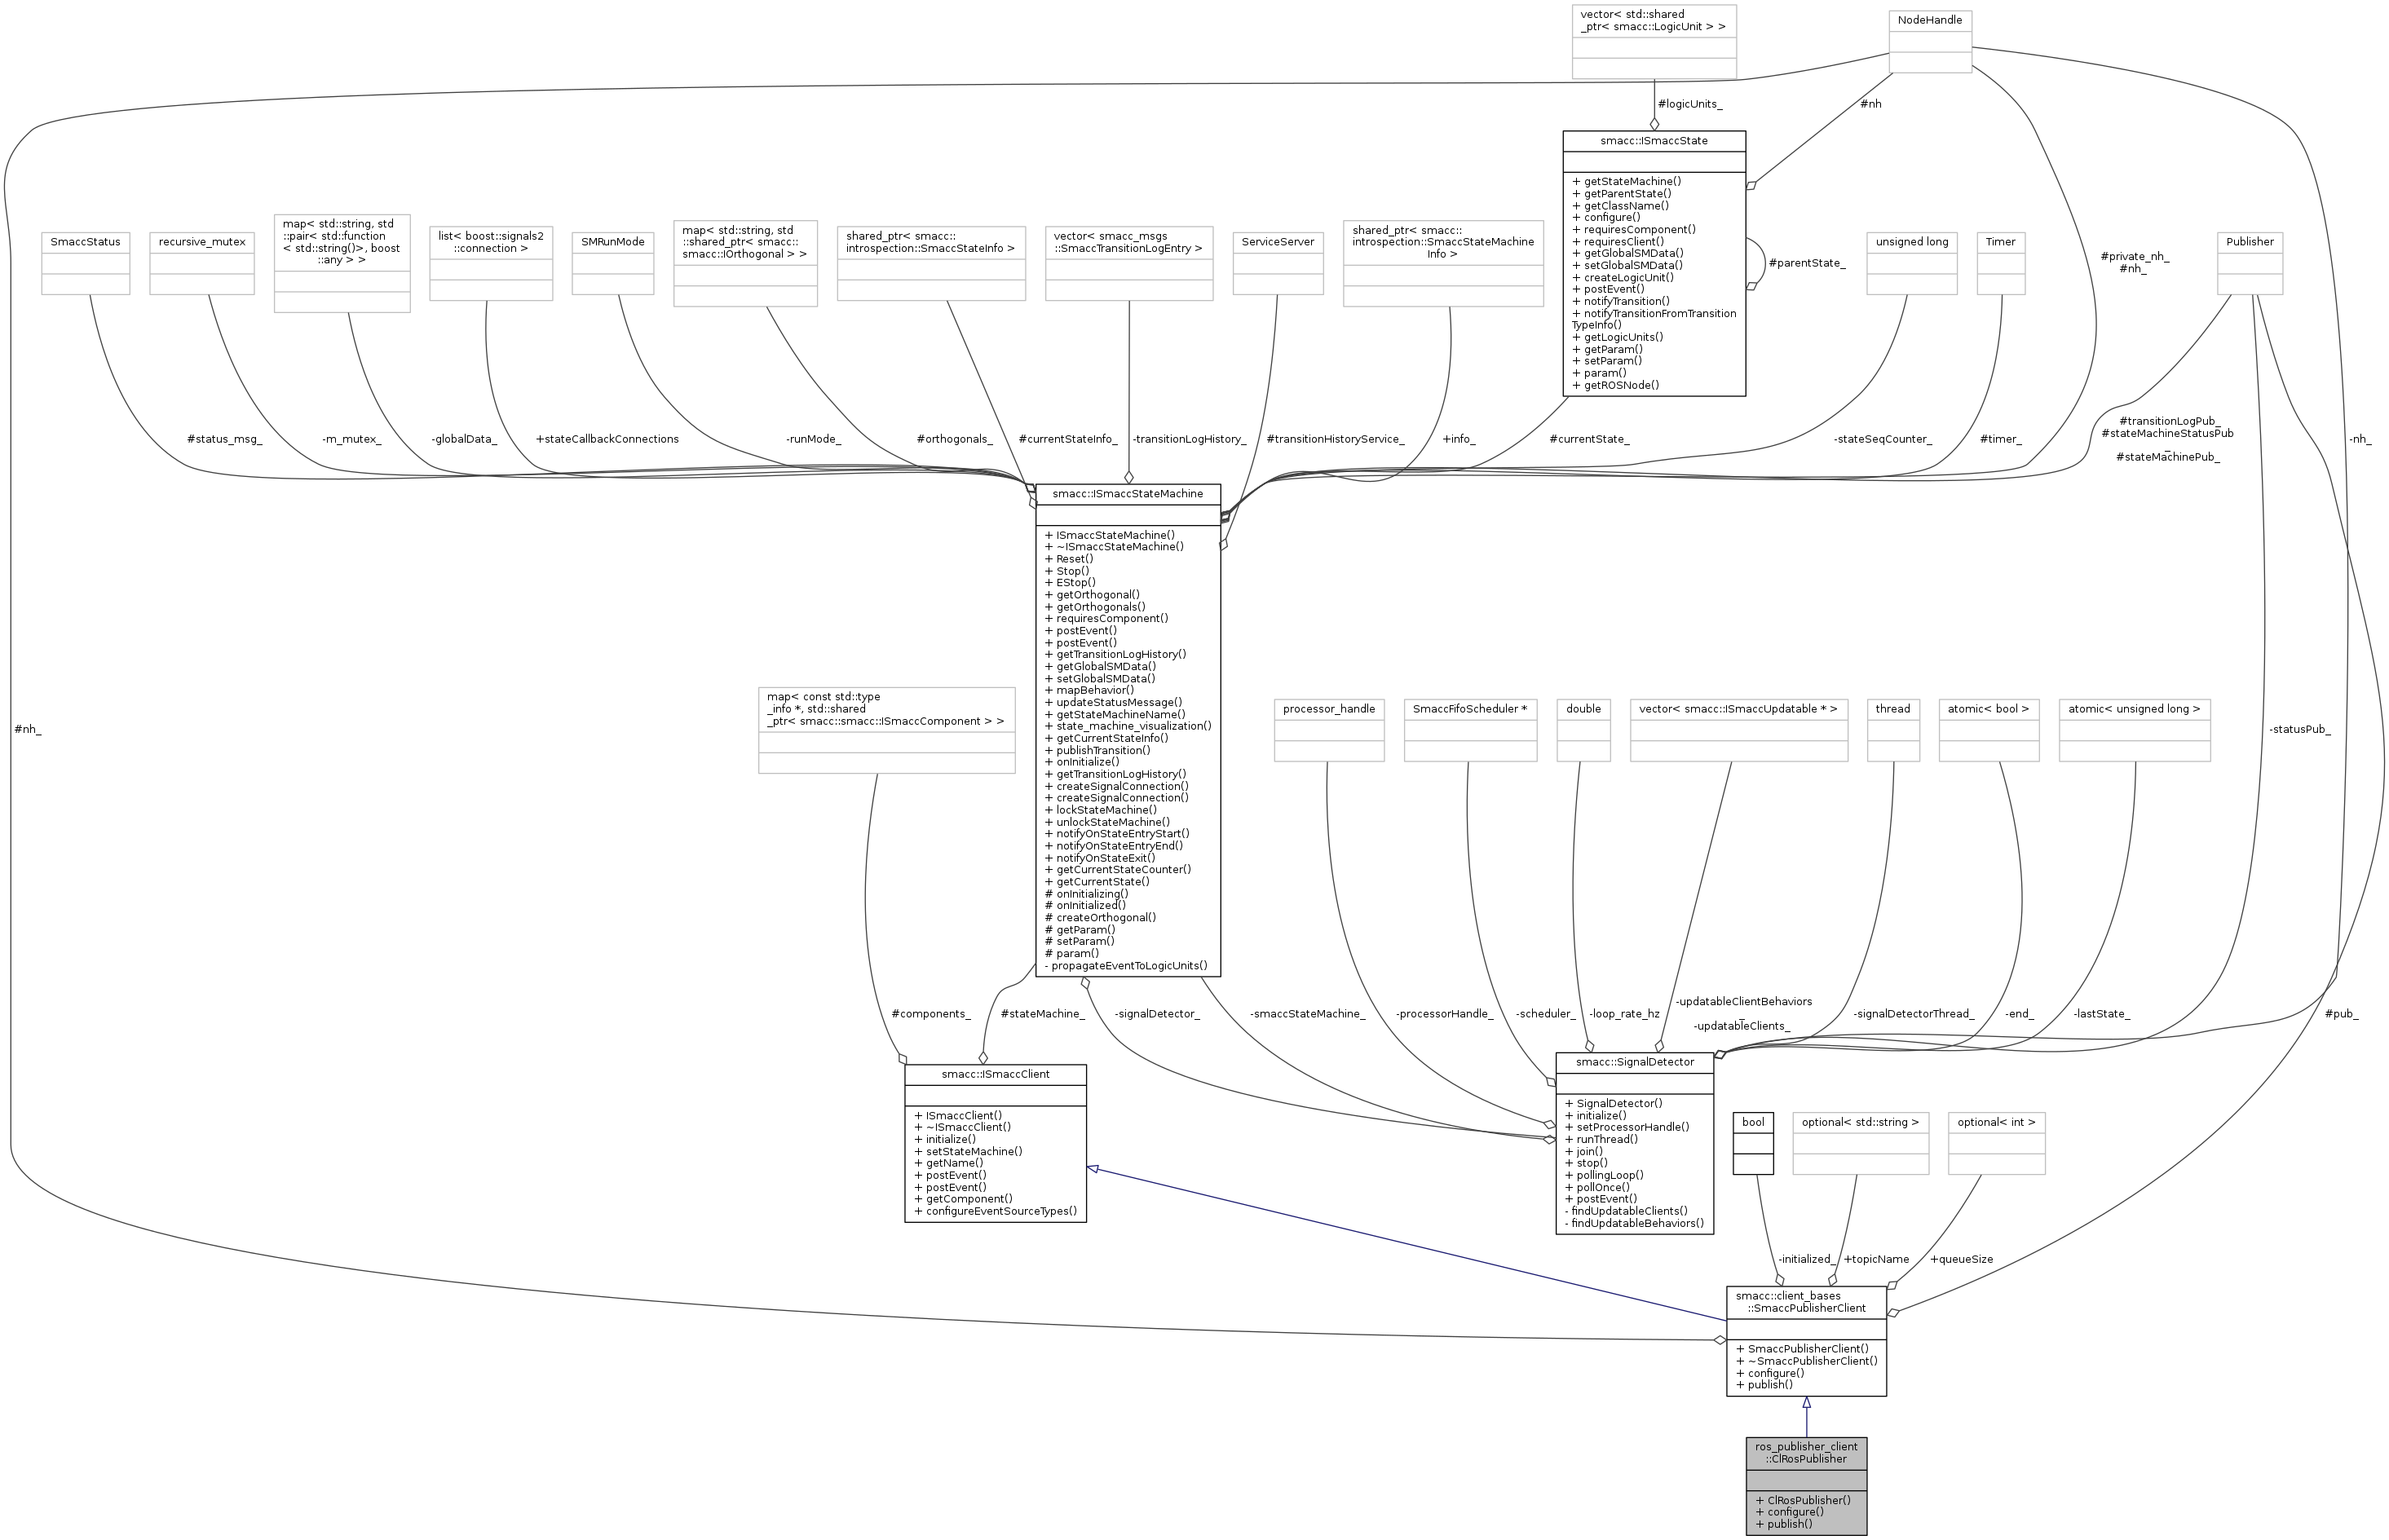 vector< std::shared
_ptr< smacc::LogicUnit > >
NodeHandle
#logicUnits_
#nh
smacc::ISmaccState
+ getStateMachine()
+ getParentState()
+ getClassName()
+ configure()
+ requiresComponent()
+ requiresClient()
+ getGlobalSMData()
+ setGlobalSMData()
+ createLogicUnit()
+ postEvent()
+ notifyTransition()
+ notifyTransitionFromTransition
TypeInfo()
+ getLogicUnits()
+ getParam()
+ setParam()
+ param()
+ getROSNode()
#parentState_
SmaccStatus
recursive_mutex
map< std::string, std
::pair< std::function
< std::string()>, boost
::any > >
list< boost::signals2
::connection >
SMRunMode
map< std::string, std
::shared_ptr< smacc::
smacc::IOrthogonal > >
shared_ptr< smacc::
introspection::SmaccStateInfo >
vector< smacc_msgs
::SmaccTransitionLogEntry >
ServiceServer
shared_ptr< smacc::
introspection::SmaccStateMachine
Info >
unsigned long
Timer
#private_nh_
#nh_
Publisher
#status_msg_
-m_mutex_
-globalData_
+stateCallbackConnections
-runMode_
#orthogonals_
#currentStateInfo_
-transitionLogHistory_
#transitionHistoryService_
+info_
#currentState_
-stateSeqCounter_
#timer_
#transitionLogPub_
#stateMachineStatusPub
_
#stateMachinePub_
-nh_
smacc::ISmaccStateMachine
+ ISmaccStateMachine()
+ ~ISmaccStateMachine()
+ Reset()
+ Stop()
+ EStop()
+ getOrthogonal()
+ getOrthogonals()
+ requiresComponent()
+ postEvent()
+ postEvent()
+ getTransitionLogHistory()
+ getGlobalSMData()
+ setGlobalSMData()
+ mapBehavior()
+ updateStatusMessage()
+ getStateMachineName()
+ state_machine_visualization()
+ getCurrentStateInfo()
+ publishTransition()
+ onInitialize()
+ getTransitionLogHistory()
+ createSignalConnection()
+ createSignalConnection()
+ lockStateMachine()
+ unlockStateMachine()
+ notifyOnStateEntryStart()
+ notifyOnStateEntryEnd()
+ notifyOnStateExit()
+ getCurrentStateCounter()
+ getCurrentState()
# onInitializing()
# onInitialized()
# createOrthogonal()
# getParam()
# setParam()
# param()
- propagateEventToLogicUnits()
#nh_
map< const std::type
_info *, std::shared
_ptr< smacc::smacc::ISmaccComponent > >
processor_handle
SmaccFifoScheduler *
double
vector< smacc::ISmaccUpdatable * >
thread
atomic< bool >
atomic< unsigned long >
-statusPub_
#components_
#stateMachine_
-signalDetector_
-smaccStateMachine_
-processorHandle_
-scheduler_
-loop_rate_hz
-updatableClientBehaviors
_
-updatableClients_
-signalDetectorThread_
-end_
-lastState_
#pub_
smacc::ISmaccClient
+ ISmaccClient()
+ ~ISmaccClient()
+ initialize()
+ setStateMachine()
+ getName()
+ postEvent()
+ postEvent()
+ getComponent()
+ configureEventSourceTypes()
smacc::SignalDetector
+ SignalDetector()
+ initialize()
+ setProcessorHandle()
+ runThread()
+ join()
+ stop()
+ pollingLoop()
+ pollOnce()
+ postEvent()
- findUpdatableClients()
- findUpdatableBehaviors()
bool
optional< std::string >
optional< int >
-initialized_
+topicName
+queueSize
smacc::client_bases
::SmaccPublisherClient
+ SmaccPublisherClient()
+ ~SmaccPublisherClient()
+ configure()
+ publish()
ros_publisher_client
::ClRosPublisher
+ ClRosPublisher()
+ configure()
+ publish()